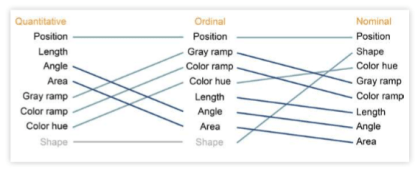 Quantitative Ordinal Nominal
Position Position Position
Length Gray ramp Shape
Angle Color ramp Color hue
Area Color hue Gray ramp
Gray ramp Length Color ramp
Color ramp Angle Length
Color hue Area Angle
Shape Shape Area